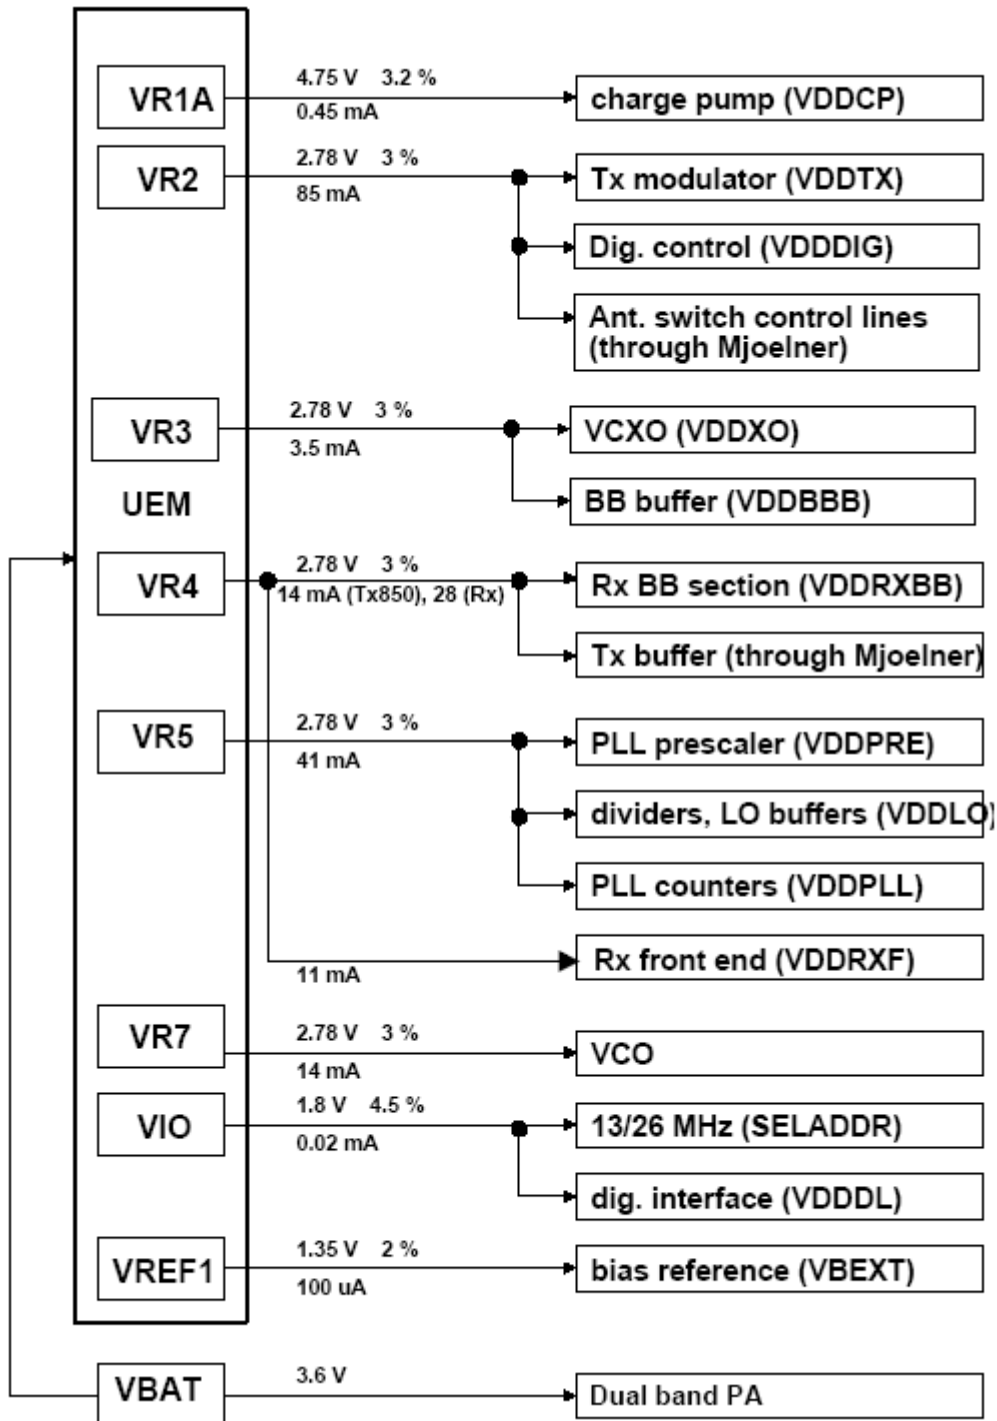 VR1A
4.75 V 3.2 %
0.45 mA
charge pump (VDDCP)
VR2
2.78 V 3 %
85 mA
Tx modulator (VDDTX)
Dig. control (VDDDIG)
Ant. switch control lines
(through Mjoelner)
VR3
2.78 V 3 %
3.5 mA
VCXO (VDDXO)
UEM
BB buffer (VDDBBB)
VR4
2.78 V 3 %
14 mA (Tx850), 28 (Rx)
Rx BB section (VDDRXBB)
Tx buffer (through Mjoelner)
VR5
2.78 V 3 %
41 mA
PLL prescaler (VDDPRE)
dividers, LO buffers (VDDLO)
PLL counters (VDDPLL)
11 mA
Rx front end (VDDRXF)
VR7
2.78 V 3 %
14 mA
VCO
VIO
1.8 V 4.5 %
0.02 mA
13/26 MHz (SELADDR)
dig. interface (VDDDL)
VREF1
1.35 V 2 %
100 uA
bias reference (VBEXT)
VBAT
3.6 V
Dual band PA